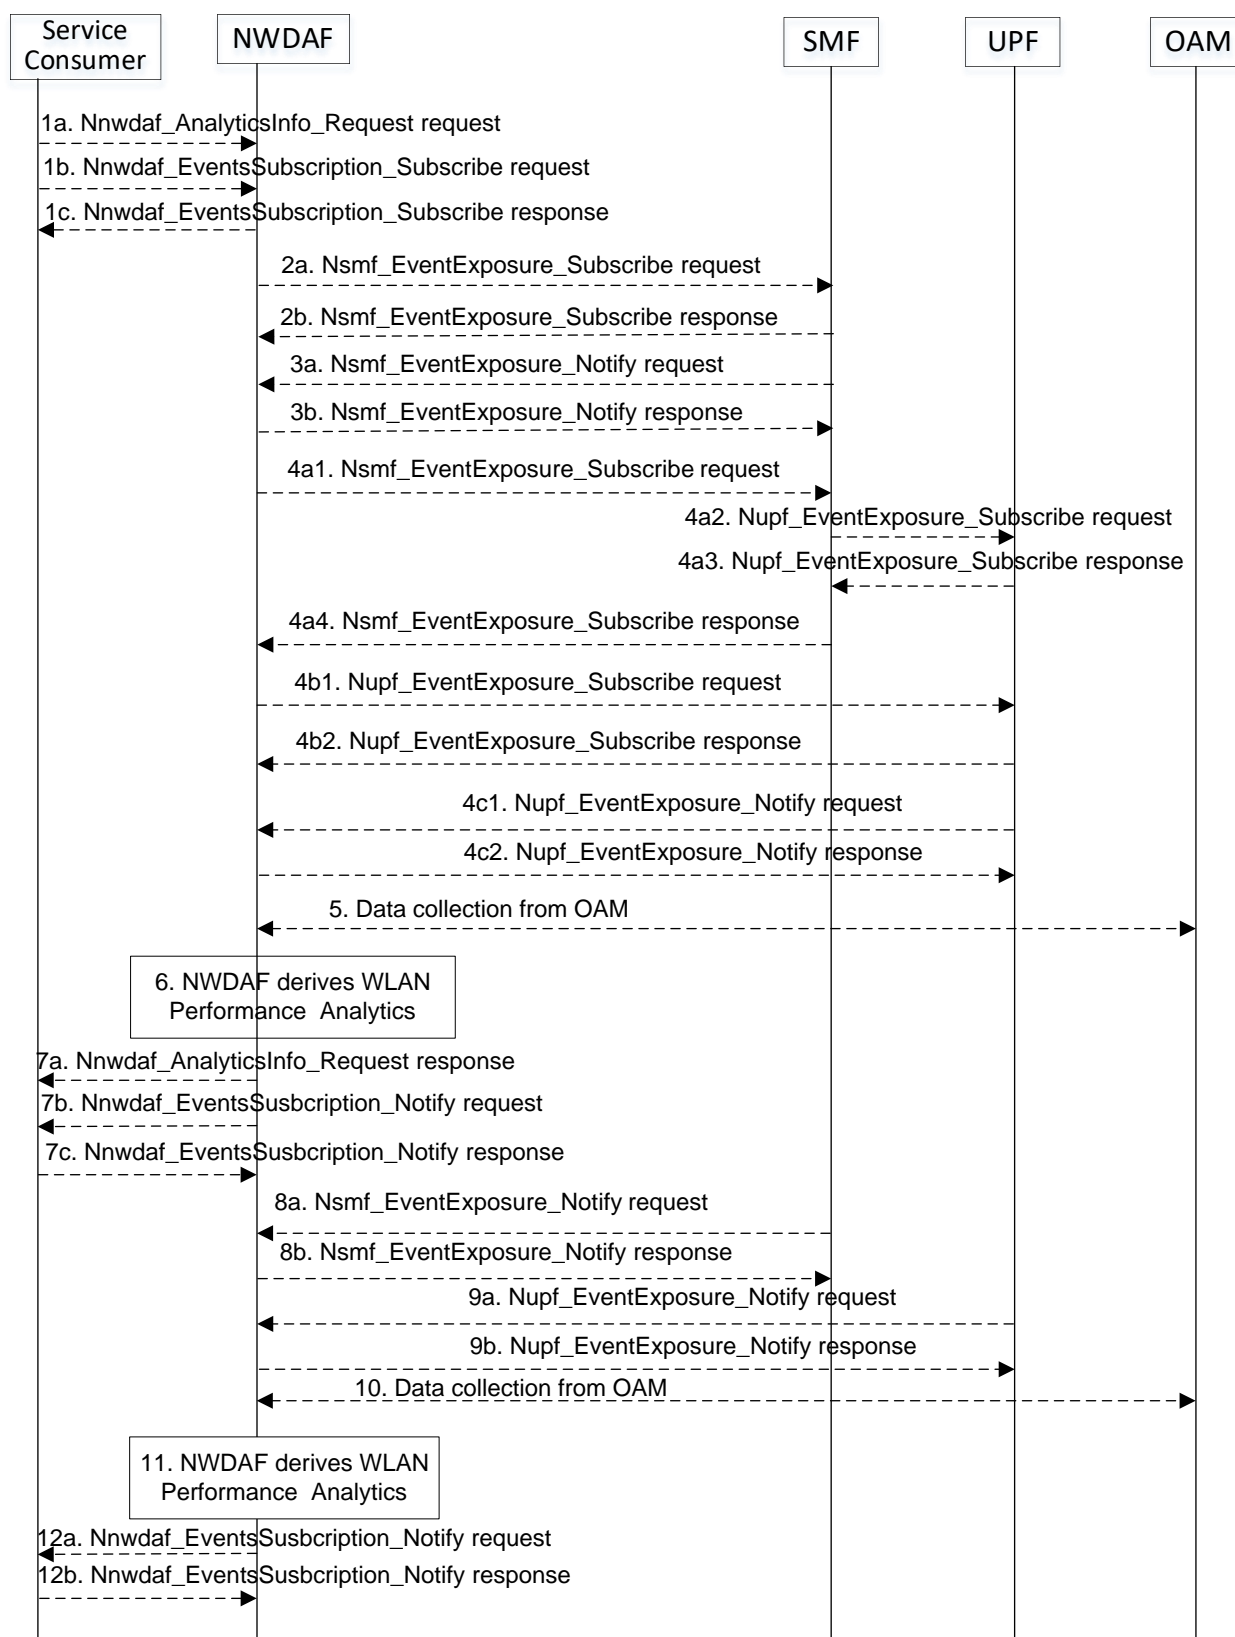 Service
Consumer
NWDAF
SMF
UPF
OAM
1a. Nnwdaf_AnalyticsInfo_Request request
1b. Nnwdaf_EventsSubscription_Subscribe request
1c. Nnwdaf_EventsSubscription_Subscribe response
2a. Nsmf_EventExposure_Subscribe request
2b. Nsmf_EventExposure_Subscribe response
3a. Nsmf_EventExposure_Notify request
3b. Nsmf_EventExposure_Notify response
4a1. Nsmf_EventExposure_Subscribe request
4a2. Nupf_EventExposure_Subscribe request
4a3. Nupf_EventExposure_Subscribe response
4a4. Nsmf_EventExposure_Subscribe response
4b1. Nupf_EventExposure_Subscribe request
4b2. Nupf_EventExposure_Subscribe response
4c1. Nupf_EventExposure_Notify request
4c2. Nupf_EventExposure_Notify response
5. Data collection from OAM
6. NWDAF derives WLAN
Performance Analytics
7a. Nnwdaf_AnalyticsInfo_Request response
7b. Nnwdaf_EventsSusbcription_Notify request
7c. Nnwdaf_EventsSusbcription_Notify response
8a. Nsmf_EventExposure_Notify request
8b. Nsmf_EventExposure_Notify response
9a. Nupf_EventExposure_Notify request
9b. Nupf_EventExposure_Notify response
10. Data collection from OAM
11. NWDAF derives WLAN
Performance Analytics
12a. Nnwdaf_EventsSusbcription_Notify request
12b. Nnwdaf_EventsSusbcription_Notify response